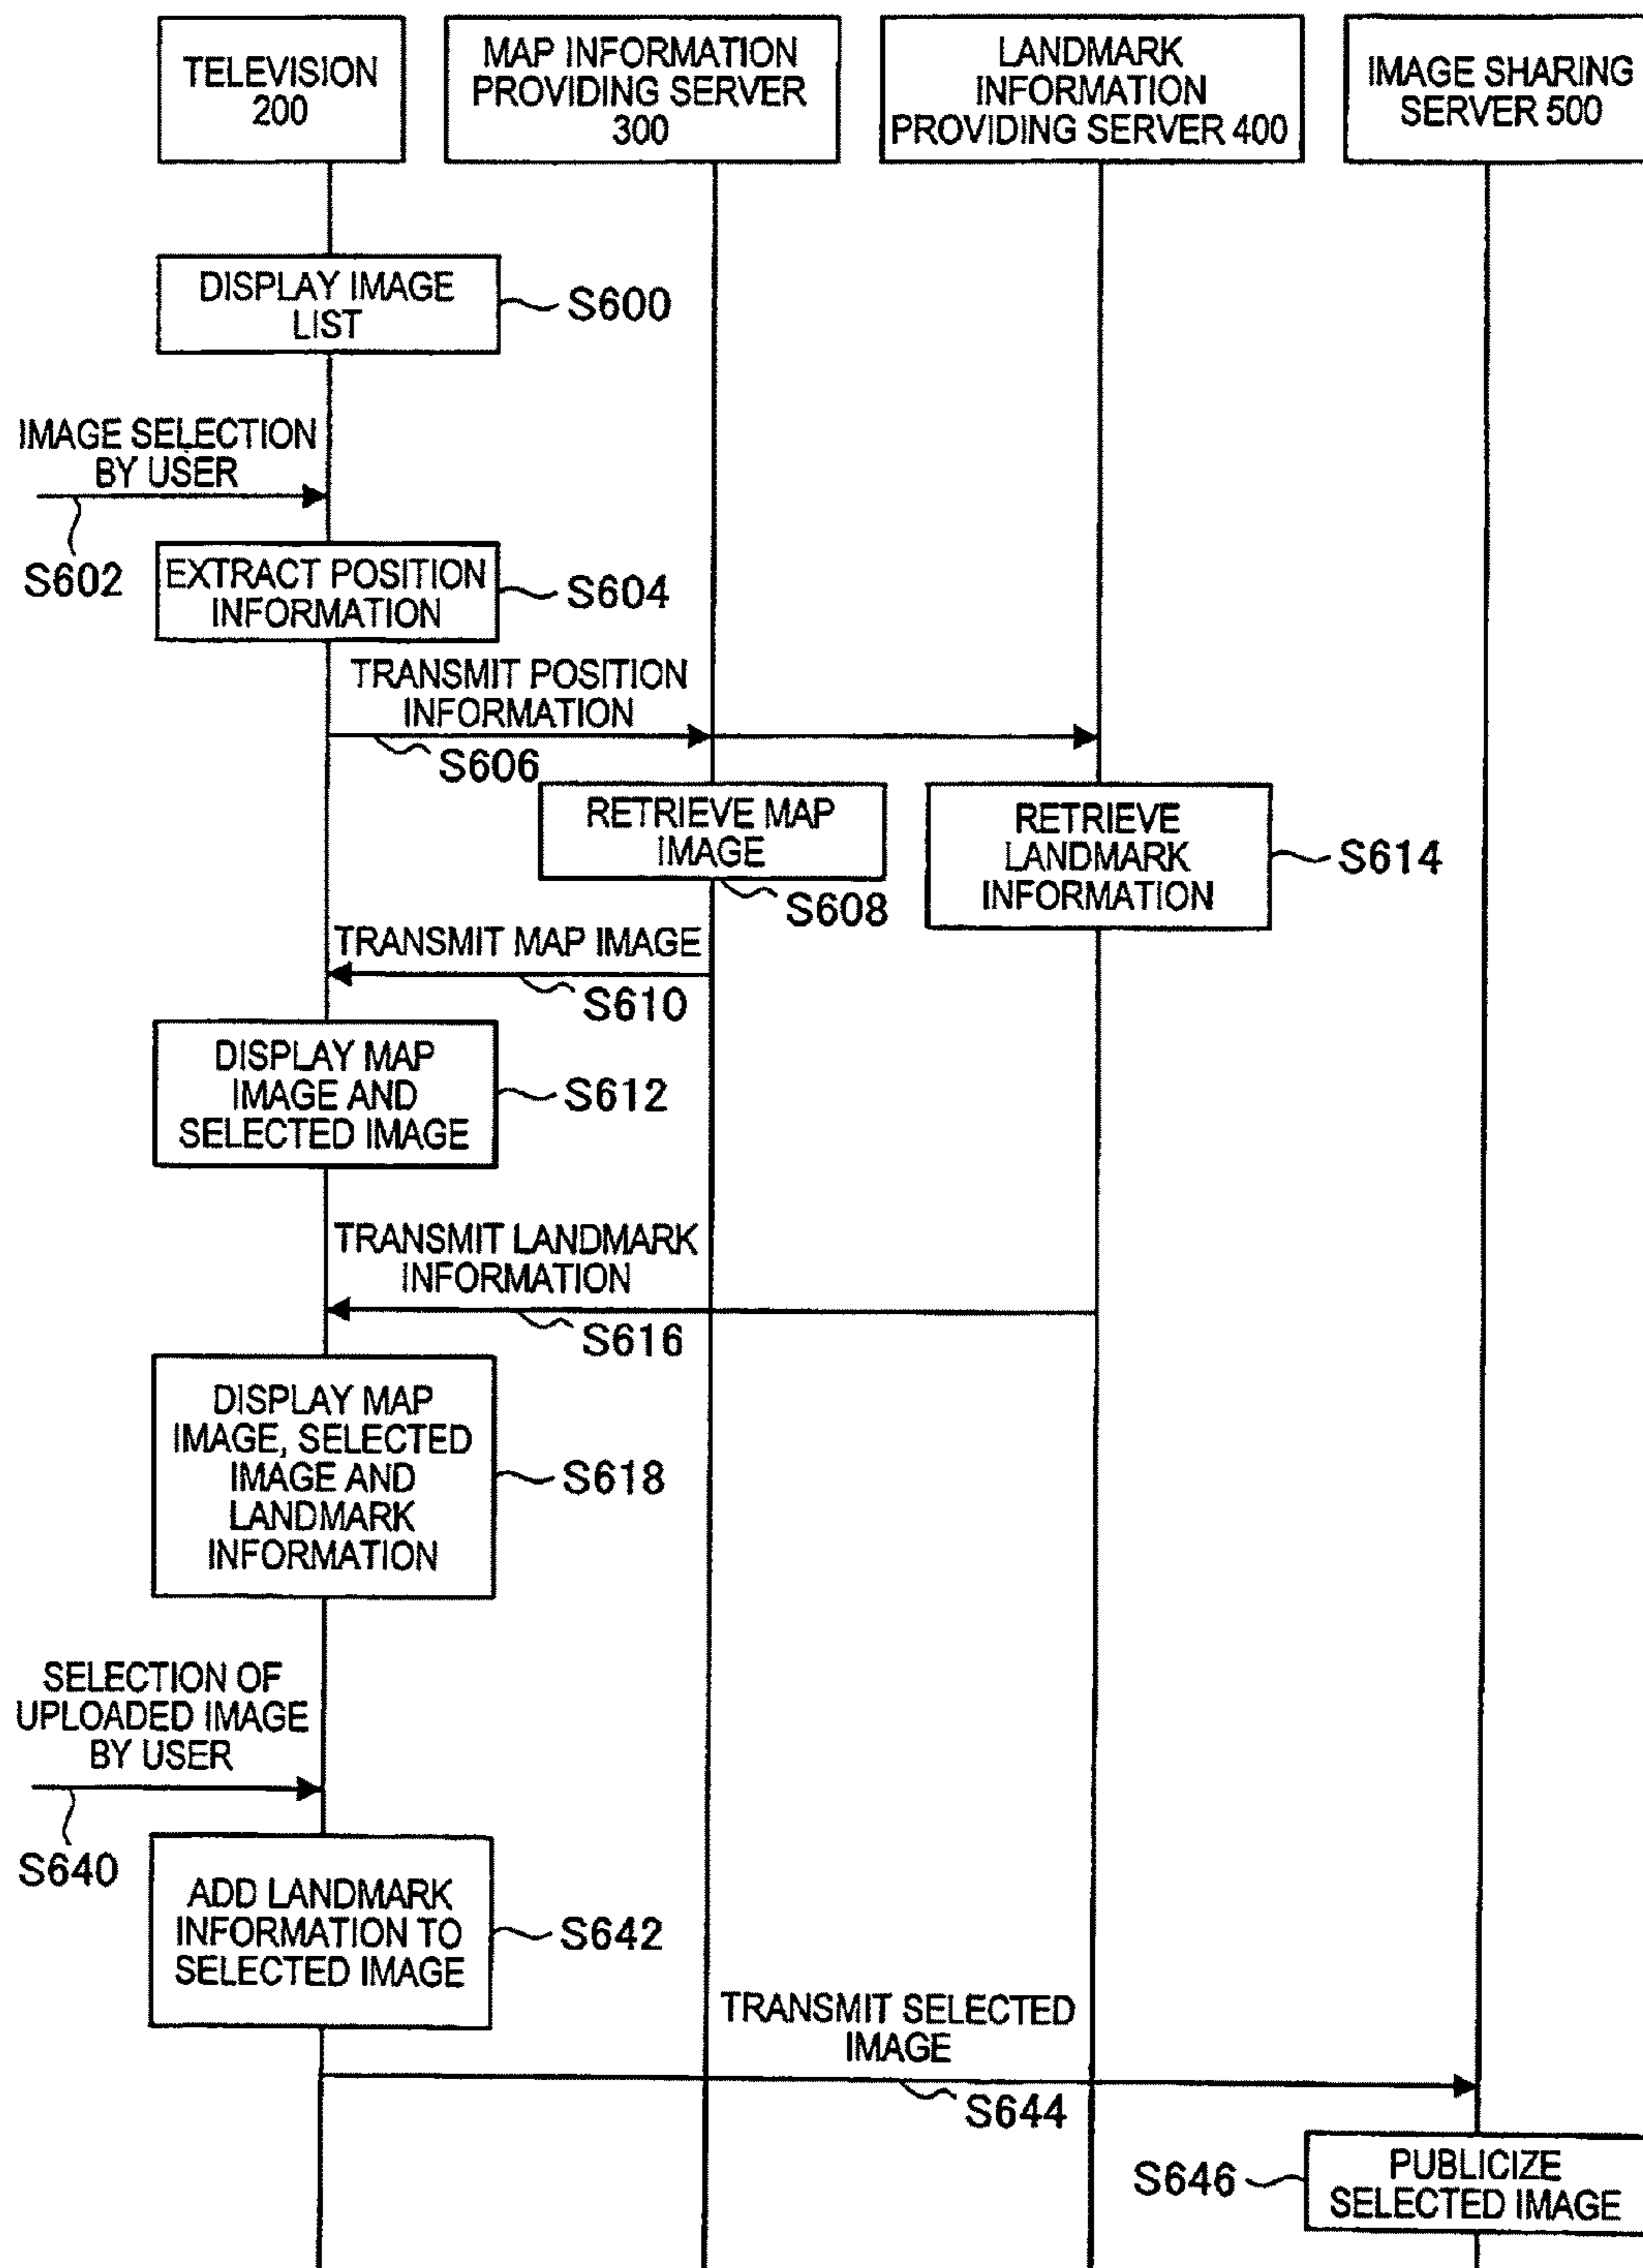 TELEVISION
200
MAP INFORMATION
PROVIDING SERVER
300
LANDMARK
INFORMATION
PROVIDING SERVER 400
IMAGE SHARING
SERVER 500
DISPLAY IMAGE
LIST
S600
IMAGE SELECTION
BY USER
S602
EXTRACT POSITION
INFORMATION
S604
TRANSMIT POSITION
INFORMATION
S606
RETRIEVE MAP
IMAGE
S608
RETRIEVE
LANDMARK
INFORMATION
S614
TRANSMIT MAP IMAGE
S610
DISPLAY MAP
IMAGE AND
SELECTED IMAGE
S612
TRANSMIT LANDMARK
INFORMATION
S616
DISPLAY MAP
IMAGE, SELECTED
IMAGE AND
LANDMARK
INFORMATION
S618
SELECTION OF
UPLOADED IMAGE
BY USER
S640
ADD LANDMARK
INFORMATION TO
SELECTED IMAGE
S642
TRANSMIT SELECTED
IMAGE
S644
S646
PUBLICIZE
SELECTED IMAGE